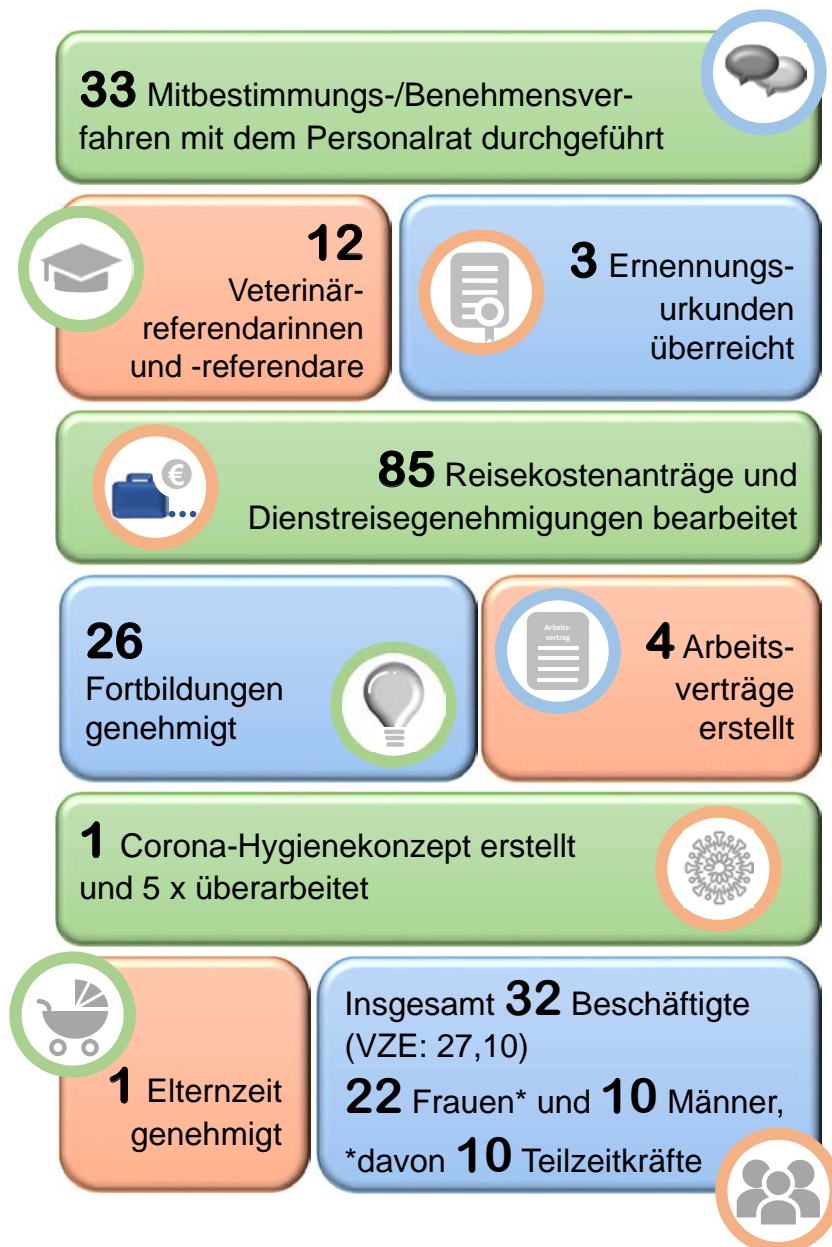 33 Mitbestimmungs-/Benehmensver-
fahren mit dem Personalrat durchgeführt
12
Veterinär-
referendarinnen
und -referendare
3 Ernennungs-
urkunden
überreicht
€
85 Reisekostenanträge und
Dienstreisegenehmigungen bearbeitet
26
Fortbildungen
genehmigt
Arbeits-
vertrag
4 Arbeits-
verträge
erstellt
1 Corona-Hygienekonzept erstellt
und 5 x überarbeitet
1 Elternzeit
genehmigt
Insgesamt 32 Beschäftigte
(VZE: 27,10)
22 Frauen* und 10 Männer,
*davon 10 Teilzeitkräfte